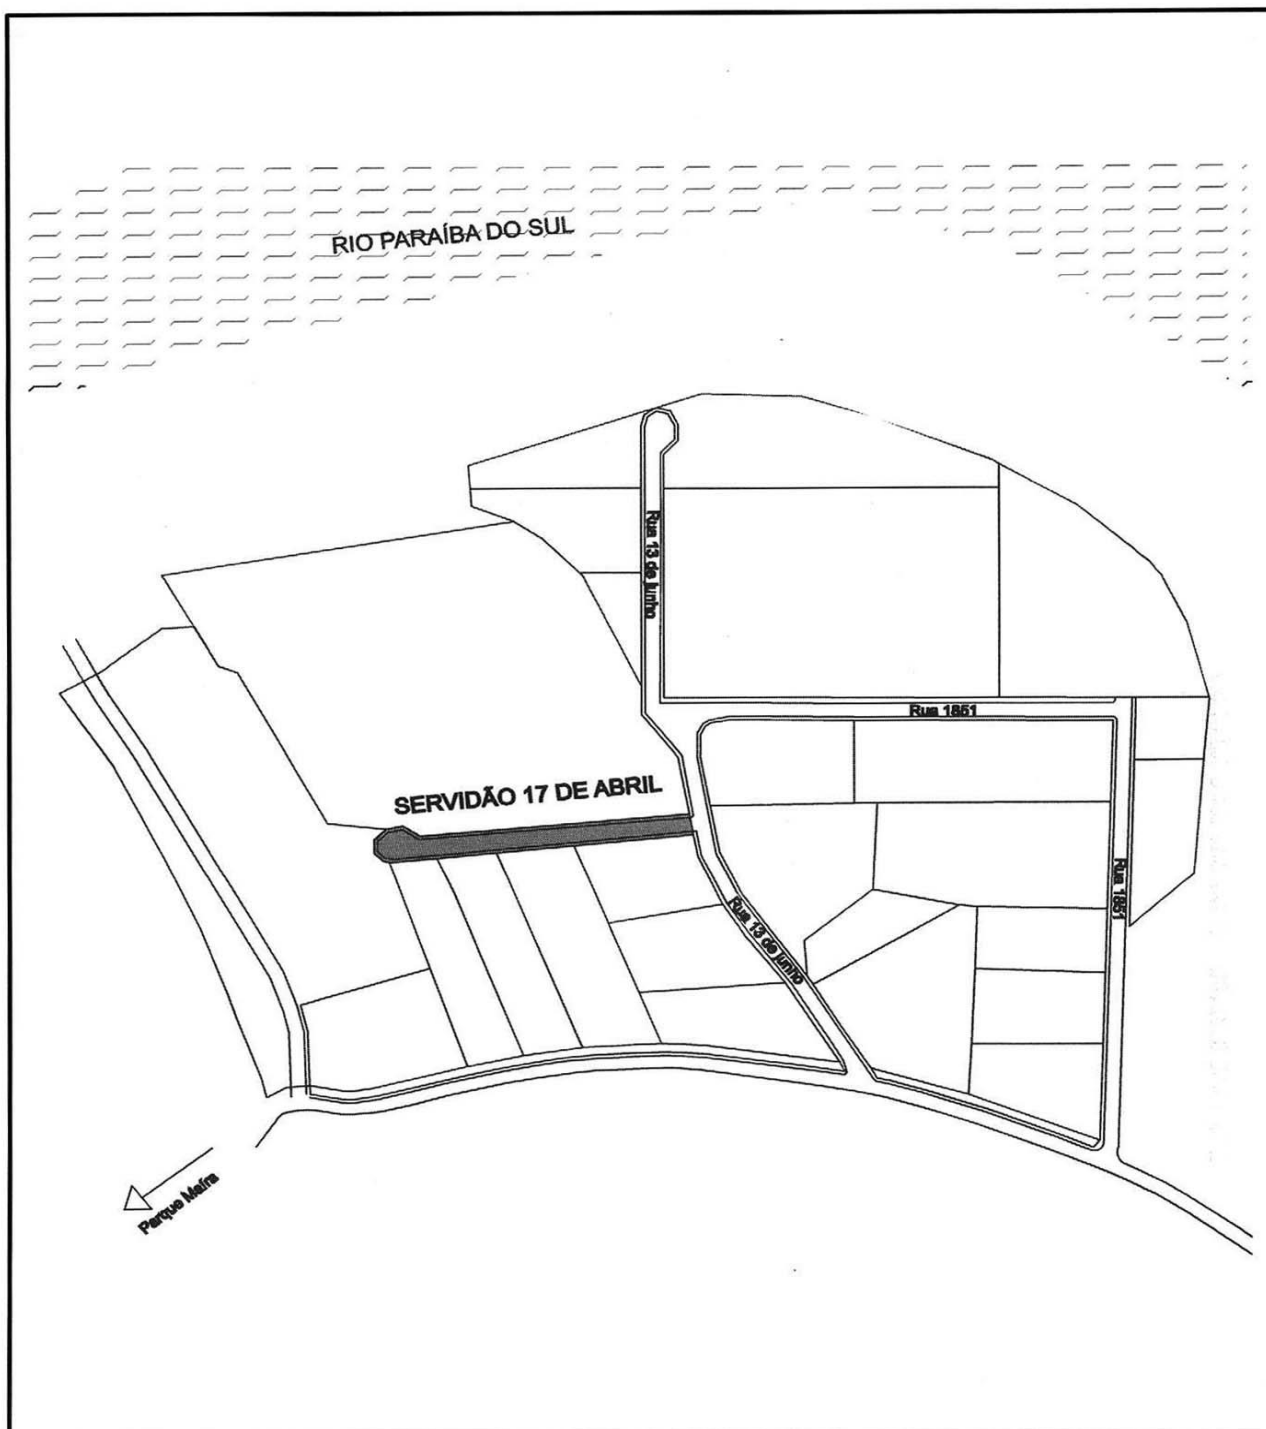 RIO PARAÍBA DO SUL
Rua 13 de junho
Rua 1851
SERVIDÃO 17 DE ABRIL
Rua 1851
Rua 13 de junho
Parque Maíra